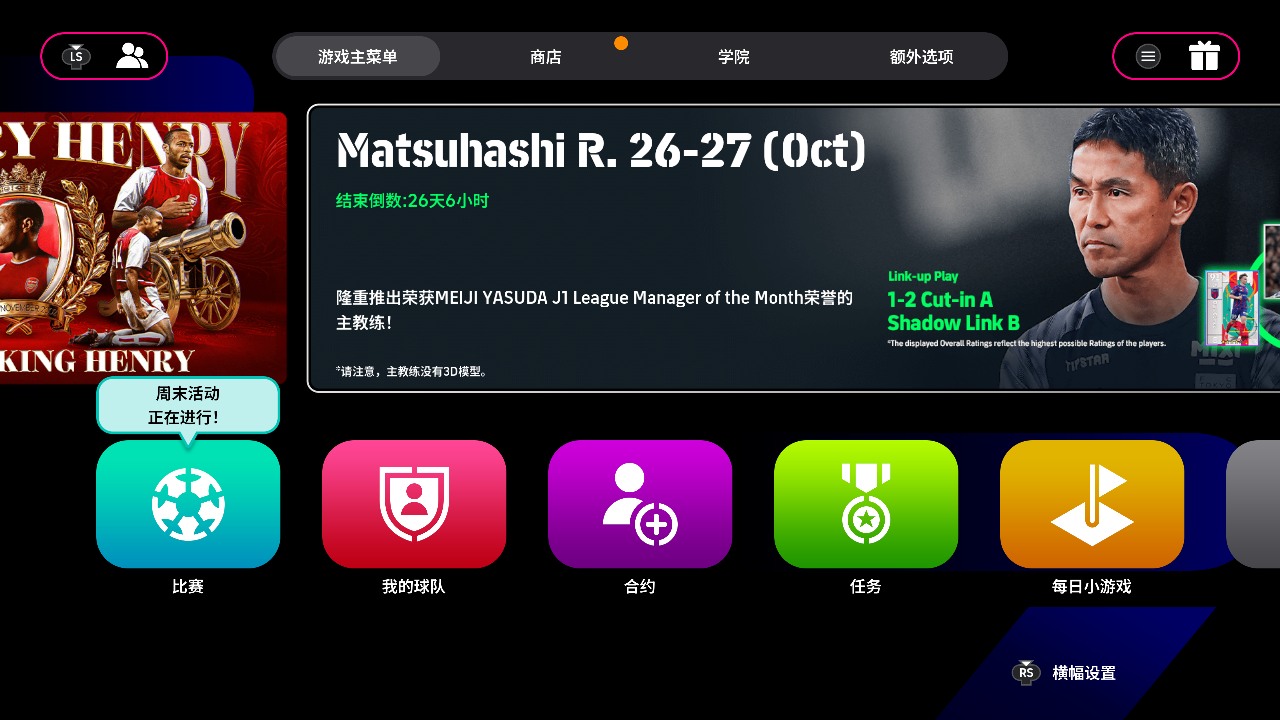 LS
游戏主菜单
商店
学院
额外选项
RY HENRY
KING HENRY
Matsuhashi R. 26-27 (Oct)
结束倒数:26天6小时
隆重推出荣获MEIJI YASUDA J1 League Manager of the Month荣誉的
主教练!
*请注意，主教练没有3D模型。
Link-up Play
1-2 Cut-in A
Shadow Link B
*The displayed Overall Ratings reflect the highest possible Ratings of the players.
周末活动
正在进行!
比赛
我的球队
合约
任务
每日小游戏
RS
横幅设置